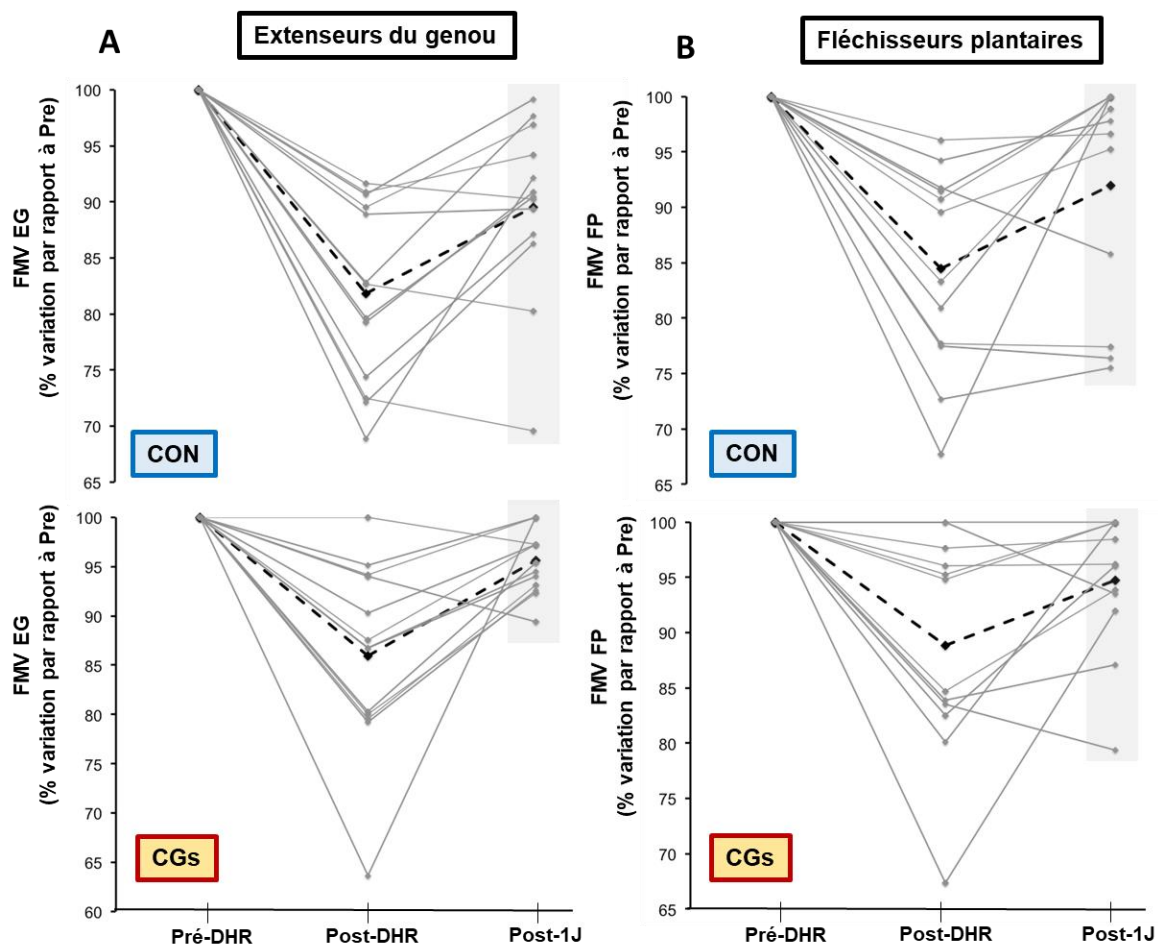 A
Extenseurs du genou
B
Fléchisseurs plantaires
FMV EG
(% variation par rapport à Pre)
100
95
90
85
80
75
70
65
CON
FMV FP
(% variation par rapport à Pre)
100
95
90
85
80
75
70
65
CON
FMV EG
(% variation par rapport à Pre)
100
95
90
85
80
75
70
65
60
CGs
FMV FP
(% variation par rapport à Pre)
100
95
90
85
80
75
70
65
CGs
Pré-DHR Post-DHR Post-1J
Pré-DHR Post-DHR Post-1J